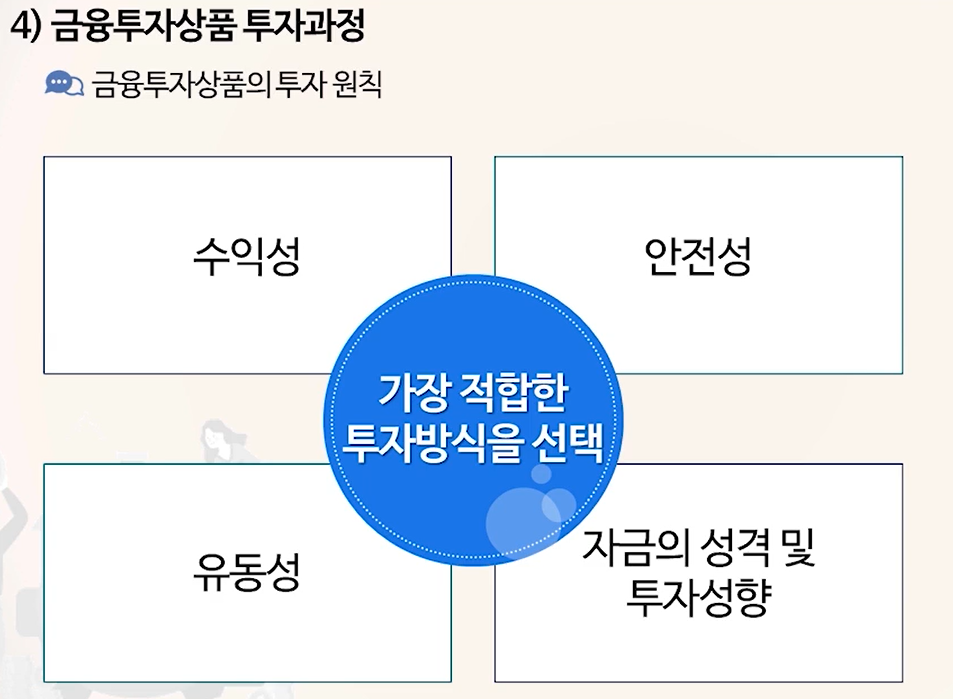 4) 금융투자상품 투자과정
금융투자상품의 투자 원칙
수익성
안전성
가장 적합한
투자방식을 선택
유동성
자금의 성격 및
투자성향